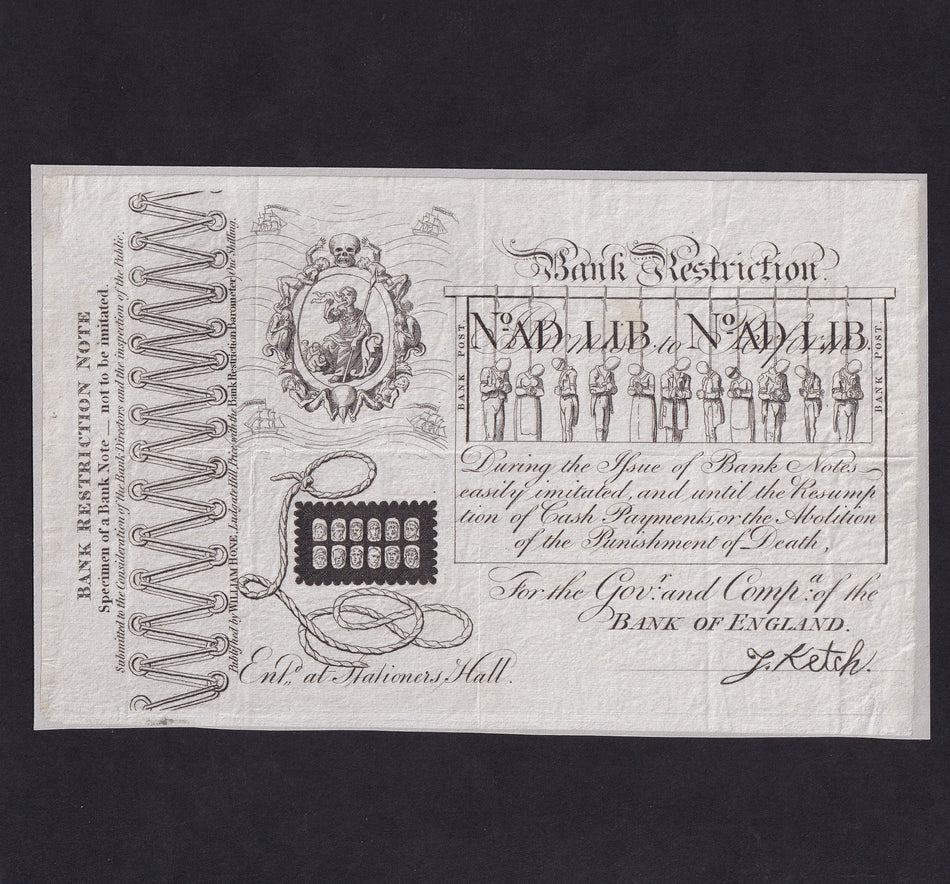 BANK RESTRICTION NOTE
Specimen of a Bank Note — not to be imitated.
Submitted to the Consideration of the Bank Directors and the inspection of the Public.
Published by WILLIAM HONE, Ludgate Hill, Price, with the Bank Restriction Barometer, One Shilling.
Bank Restriction.
BANK POST.
No. AD. LIB. to No. AD. LIB.
BANK POST.
During the Issue of Bank Notes
easily imitated, and until the Resump
tion of Cash Payments, or the Abolition
of the Punishment of Death,
For the Govr. and Compa. of the
BANK OF ENGLAND.
J. Ketch.
Entd. at Stationers Hall.